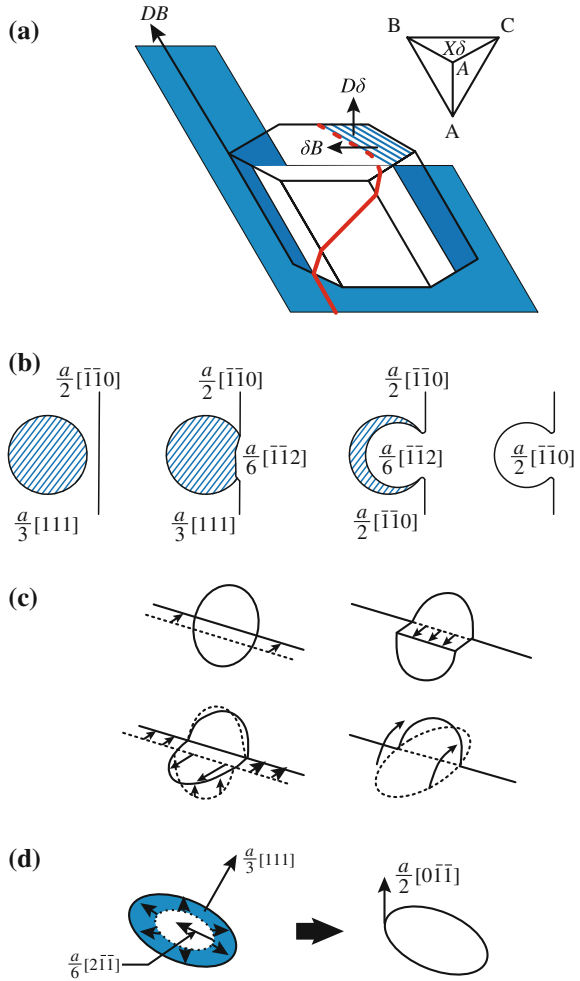 (a)
DB
B
C
Xδ
A
A
Dδ
δB
(b)
a/2 [1̄1̄0]
a/2 [1̄1̄0]
a/2 [1̄1̄0]
a/6 [1̄1̄2]
a/6 [1̄1̄2]
a/2 [1̄1̄0]
a/3 [111]
a/3 [111]
a/2 [1̄1̄0]
(c)
(d)
a/3 [111]
a/2 [01̄1̄]
a/6 [21̄1̄]